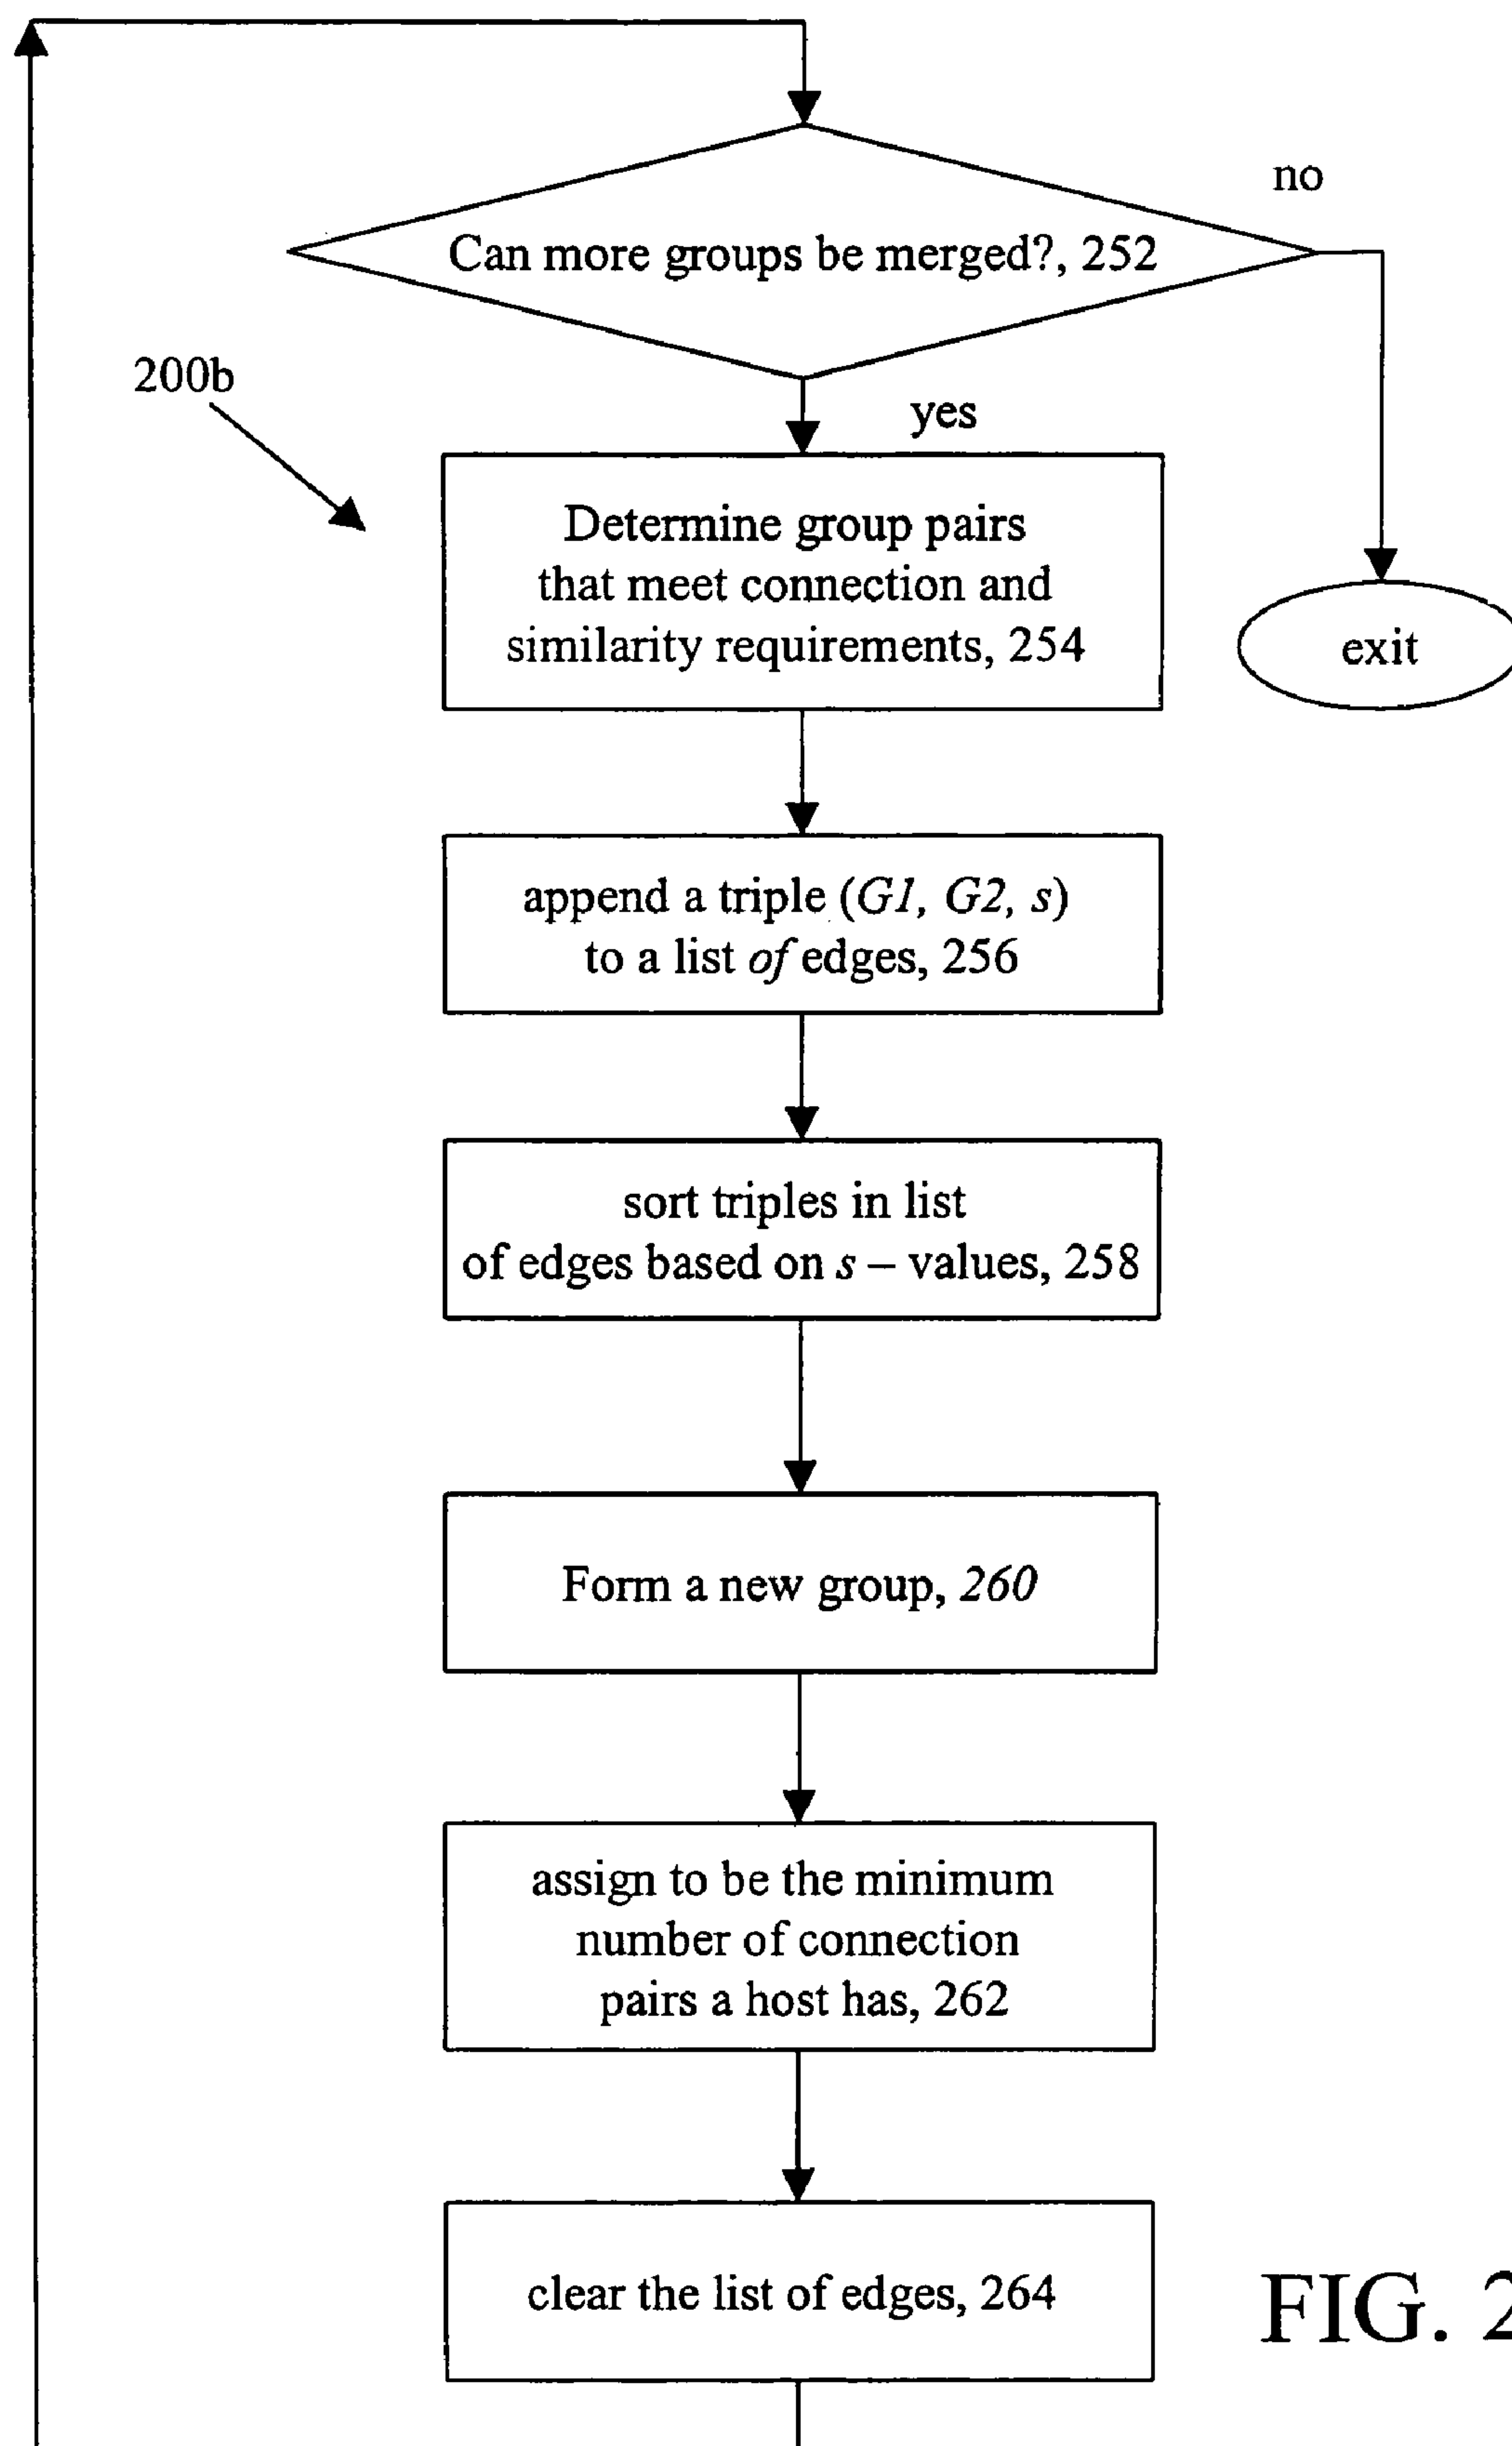 no
Can more groups be merged?, 252
200b
yes
Determine group pairs
that meet connection and
similarity requirements, 254
exit
append a triple (G1, G2, s)
to a list of edges, 256
sort triples in list
of edges based on s – values, 258
Form a new group, 260
assign to be the minimum
number of connection
pairs a host has, 262
clear the list of edges, 264
FIG. 2